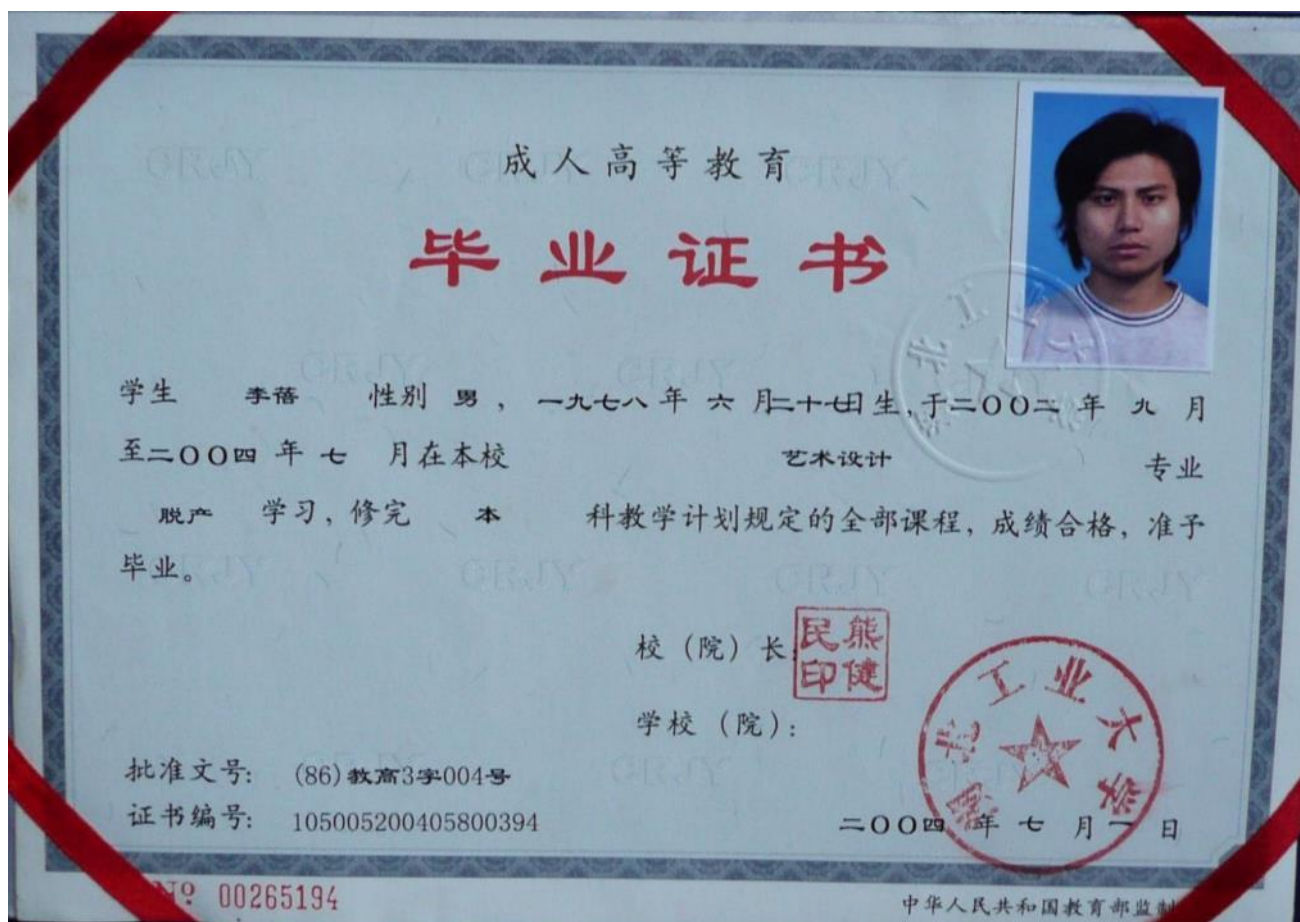 成人高等教育
毕业证书
学生 李蓓 性别 男，一九七八年 六 月二十七日生，于二〇〇二 年 九 月
至二〇〇四 年 七 月在本校 艺术设计 专业
脱产 学习，修完 本 科教学计划规定的全部课程，成绩合格，准予
毕业。
校（院）长：
民熊
印健
学校（院）：
湖北工业大学
批准文号： (86)教高3字004号
证书编号： 105005200405800394
二〇〇四 年 七 月 一 日
№ 00265194
中华人民共和国教育部监制